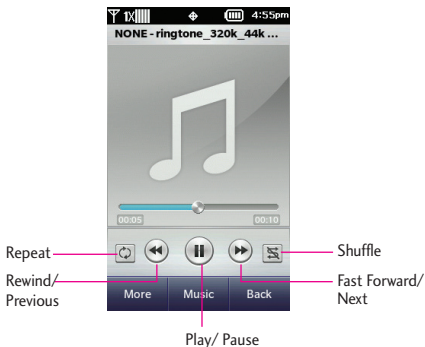 1X 4:55pm
NONE - ringtone_320k_44k ...
00:05 00:10
Repeat
Shuffle
Rewind/
Previous
Fast Forward/
Next
More Music Back
Play/ Pause